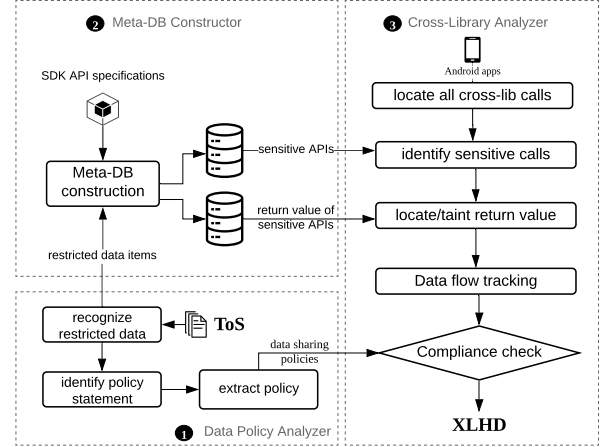 2 Meta-DB Constructor
SDK API specifications
Meta-DB
construction
sensitive APIs
return value of
sensitive APIs
restricted data items
recognize
restricted data
ToS
identify policy
statement
extract policy
data sharing
policies
1 Data Policy Analyzer
3 Cross-Library Analyzer
Android apps
locate all cross-lib calls
identify sensitive calls
locate/taint return value
Data flow tracking
Compliance check
XLHD